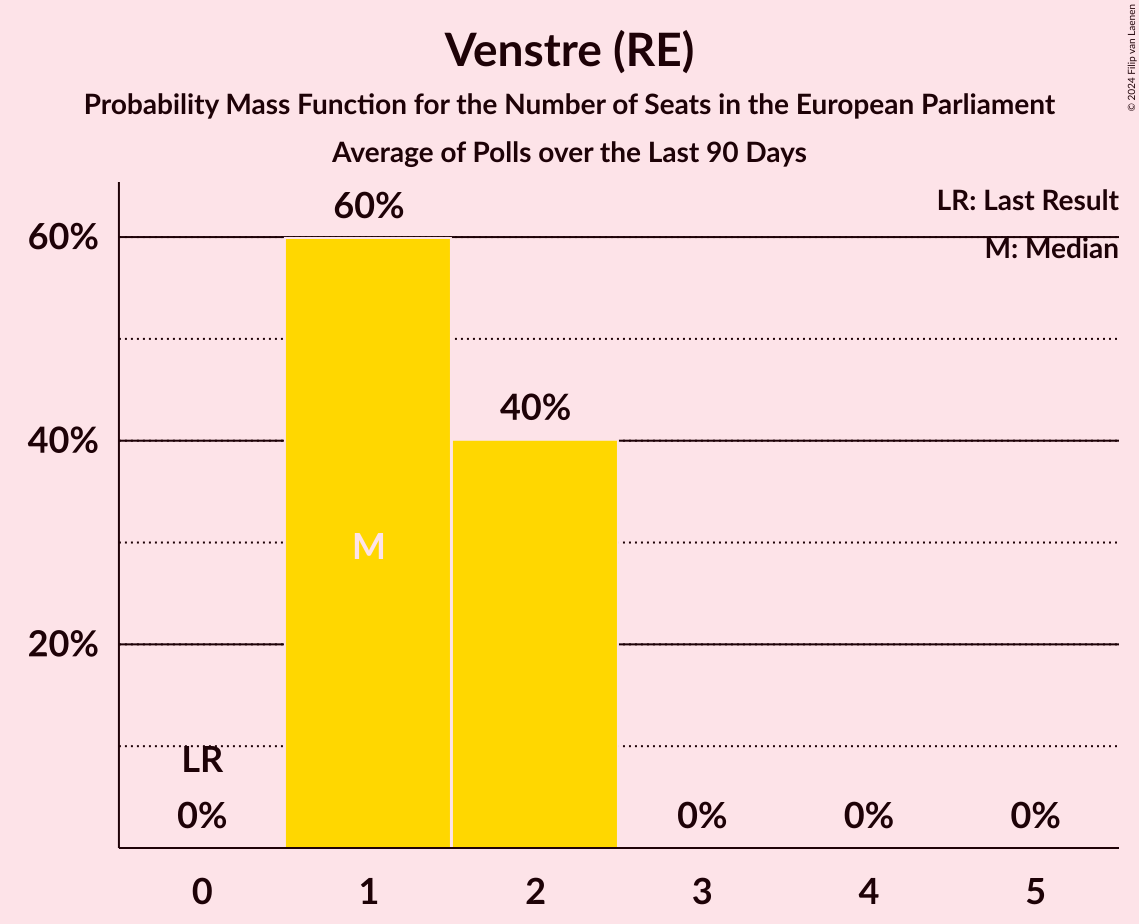 Venstre (RE)
Probability Mass Function for the Number of Seats in the European Parliament
Average of Polls over the Last 90 Days
© 2024 Filip van Laenen
LR: Last Result
M: Median
60%
40%
20%
60%
40%
M
LR
0%
0%
0%
0%
0
1
2
3
4
5